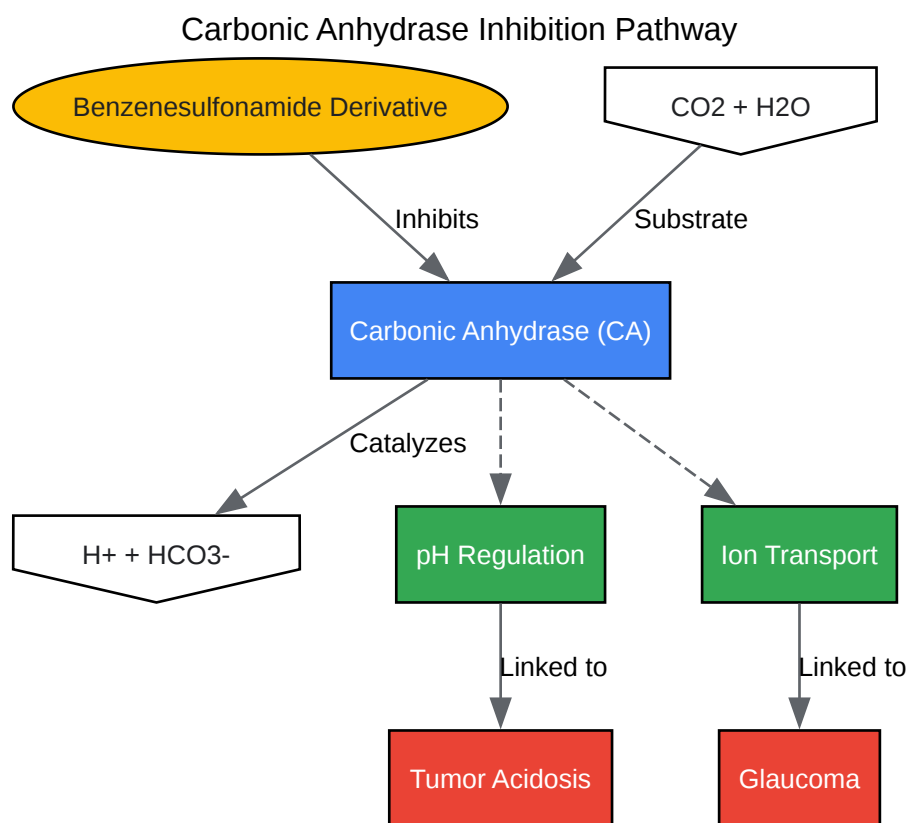 Carbonic Anhydrase Inhibition Pathway
Benzenesulfonamide Derivative
CO2 + H2O
Inhibits
Substrate
Carbonic Anhydrase (CA)
Catalyzes
H+ + HCO3-
pH Regulation
Ion Transport
Linked to
Linked to
Tumor Acidosis
Glaucoma